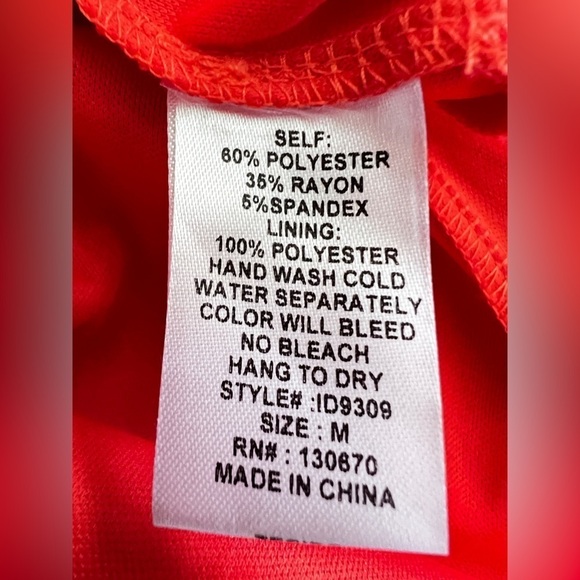 SELF:
60% POLYESTER
35% RAYON
5%SPANDEX
LINING:
100% POLYESTER
HAND WASH COLD
WATER SEPARATELY
COLOR WILL BLEED
NO BLEACH
HANG TO DRY
STYLE# :ID9309
SIZE : M
RN# : 130670
MADE IN CHINA